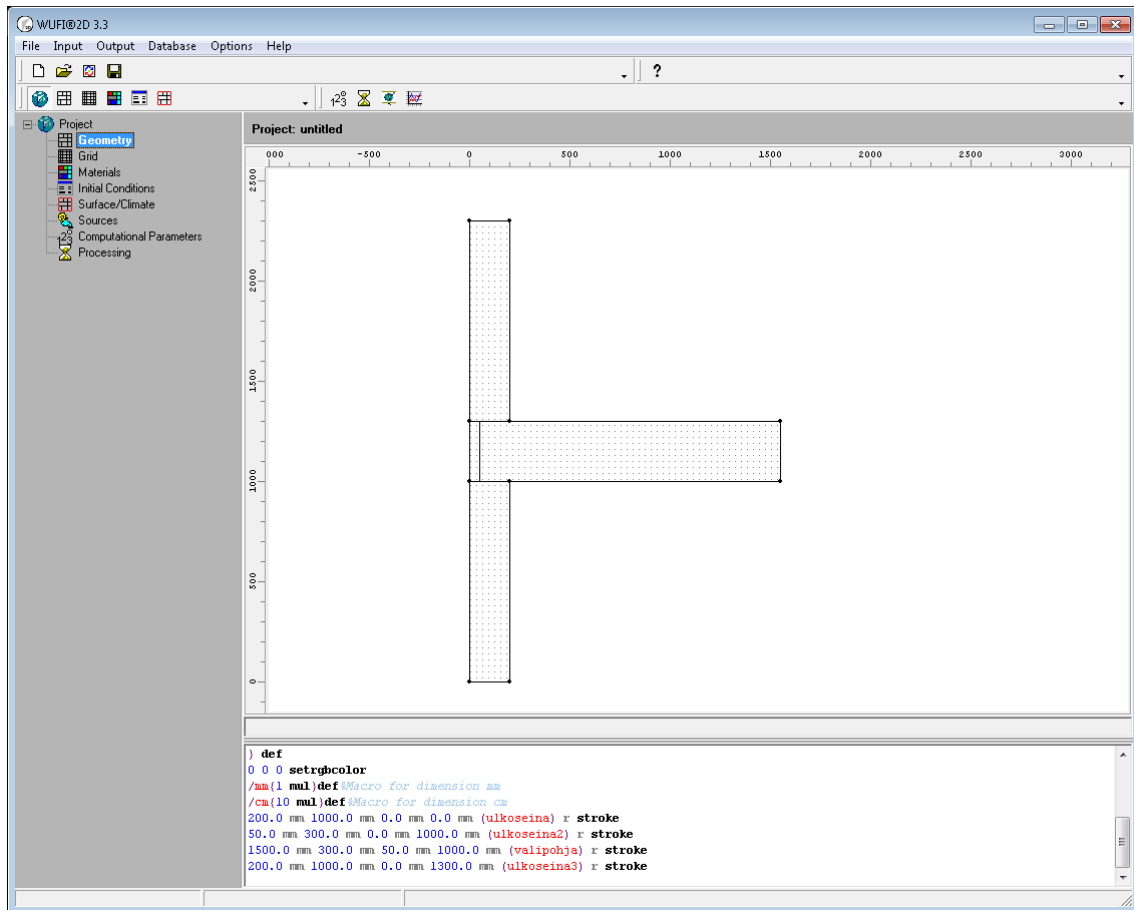 WUFI®2D 3.3
File Input Output Database Options Help
?
123
Project
Geometry
Grid
Materials
Initial Conditions
Surface/Climate
Sources
Computational Parameters
Processing
Project: untitled
000 -500 0 500 1000 1500 2000 2500 3000
2500
2000
1500
1000
500
0
} def
0 0 0 setrgbcolor
/mm{1 mul}def%Macro for dimension mm
/cm{10 mul}def%Macro for dimension cm
200.0 mm 1000.0 mm 0.0 mm 0.0 mm (ulkoseina) r stroke
50.0 mm 300.0 mm 0.0 mm 1000.0 mm (ulkoseina2) r stroke
1500.0 mm 300.0 mm 50.0 mm 1000.0 mm (valipohja) r stroke
200.0 mm 1000.0 mm 0.0 mm 1300.0 mm (ulkoseina3) r stroke